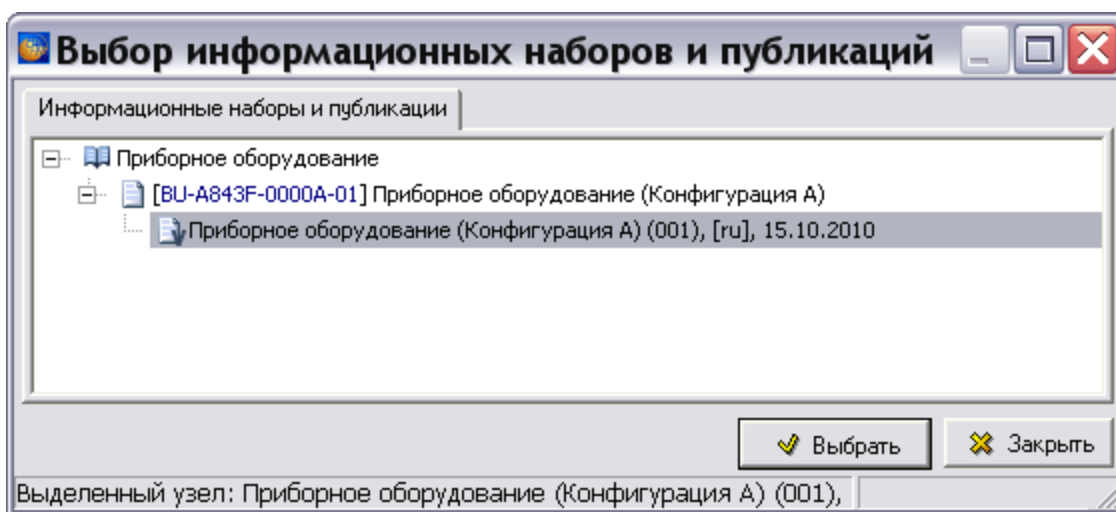 Выбор информационных наборов и публикаций
Информационные наборы и публикации
Приборное оборудование
[BU-A843F-0000A-01] Приборное оборудование (Конфигурация А)
Приборное оборудование (Конфигурация А) (001), [ru], 15.10.2010
Выбрать
Закрыть
Выделенный узел: Приборное оборудование (Конфигурация А) (001),